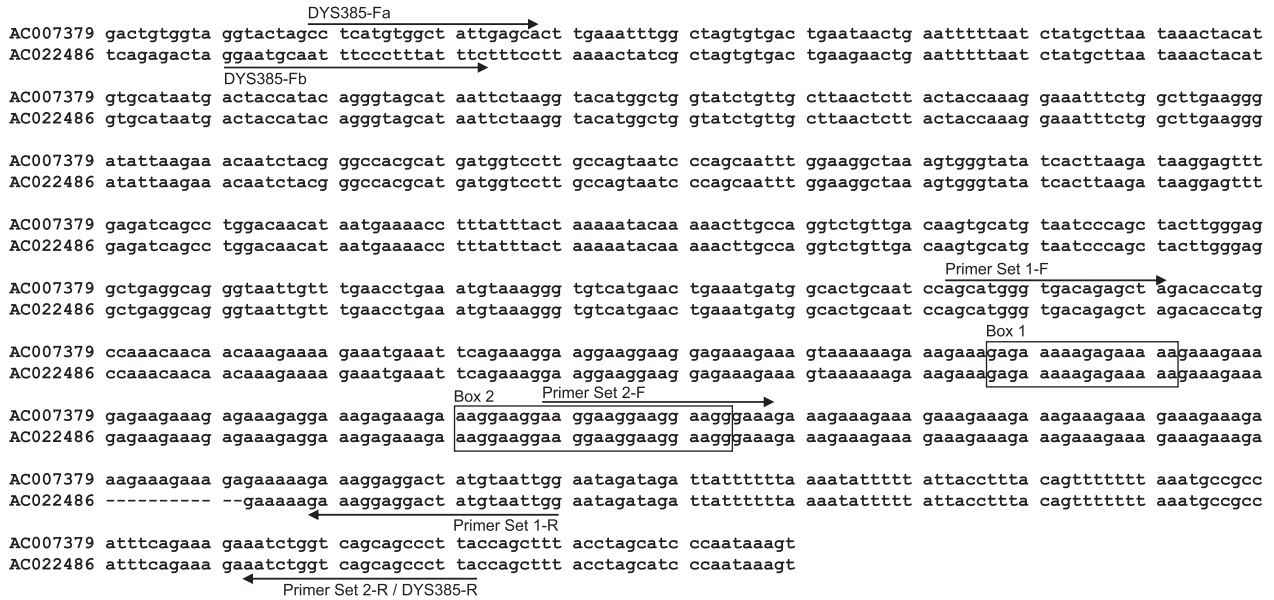 DYS385-Fa
AC007379 gactgtggta ggtactagcc tcatgtggct attgagcact tgaaatttgg ctagtgtgac tgaataactg aatttttaat ctatgcttaa taaactacat
AC022486 tcagagacta ggaatgcaat ttccctttat ttctttcctt aaaactatcg ctagtgtgac tgaagaactg aatttttaat ctatgcttaa taaactacat
DYS385-Fb
AC007379 gtgcataatg actaccatac agggtagcat aattctaagg tacatggctg gtatctgttg cttaactctt actaccaaag gaaatttctg gcttgaaggg
AC022486 gtgcataatg actaccatac agggtagcat aattctaagg tacatggctg gtatctgttg cttaactctt actaccaaag gaaatttctg gcttgaaggg
AC007379 atattaagaa acaatctacg ggccacgcat gatggtcctt gccagtaatc ccagcaattt ggaaggctaa agtgggtata tcacttaaga taaggagttt
AC022486 atattaagaa acaatctacg ggccacgcat gatggtcctt gccagtaatc ccagcaattt ggaaggctaa agtgggtata tcacttaaga taaggagttt
AC007379 gagatcagcc tggacaacat aatgaaaacc tttatttact aaaaatacaa aaacttgcca ggtctgttga caagtgcatg taatcccagc tacttgggag
AC022486 gagatcagcc tggacaacat aatgaaaacc tttatttact aaaaatacaa aaacttgcca ggtctgttga caagtgcatg taatcccagc tacttgggag
Primer Set 1-F
AC007379 gctgaggcag ggtaattgtt tgaacctgaa atgtaaaggg tgtcatgaac tgaaatgatg gcactgcaat ccagcatggg tgacagagct agacaccatg
AC022486 gctgaggcag ggtaattgtt tgaacctgaa atgtaaaggg tgtcatgaac tgaaatgatg gcactgcaat ccagcatggg tgacagagct agacaccatg
Box 1
AC007379 ccaaacaaca acaaagaaaa gaaatgaaat tcagaaagga aggaaggaag gagaaagaaa gtaaaaaaga aagaaagaga aaaagagaaa aagaaagaaa
AC022486 ccaaacaaca acaaagaaaa gaaatgaaat tcagaaagga aggaaggaag gagaaagaaa gtaaaaaaga aagaaagaga aaaagagaaa aagaaagaaa
Box 2 Primer Set 2-F
AC007379 gagaagaaag agaaagagga aagagaaaga aaggaaggaa ggaaggaagg aagggaaaga aagaaagaaa gaaagaaaga aagaaagaaa gaaagaaaga
AC022486 gagaagaaag agaaagagga aagagaaaga aaggaaggaa ggaaggaagg aagggaaaga aagaaagaaa gaaagaaaga aagaaagaaa gaaagaaaga
AC007379 aagaaagaaa gagaaaaaga aaggaggact atgtaattgg aatagataga ttattttttta aaatattttt attaccttta cagttttttt aaatgccgcc
AC022486 ---------- --gaaaaaga aaggaggact atgtaattgg aatagataga ttattttttta aaatattttt attaccttta cagttttttt aaatgccgcc
Primer Set 1-R
AC007379 atttcagaaa gaaatctggt cagcagccct taccagcttt acctagcatc ccaataaagt
AC022486 atttcagaaa gaaatctggt cagcagccct taccagcttt acctagcatc ccaataaagt
Primer Set 2-R / DYS385-R